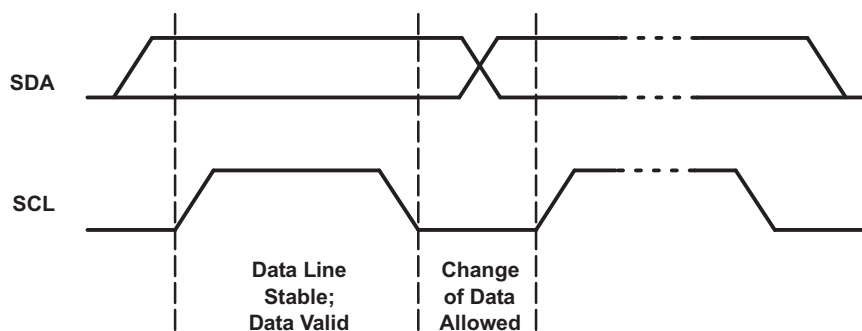 SDA
SCL
Data Line
Stable;
Data Valid
Change
of Data
Allowed